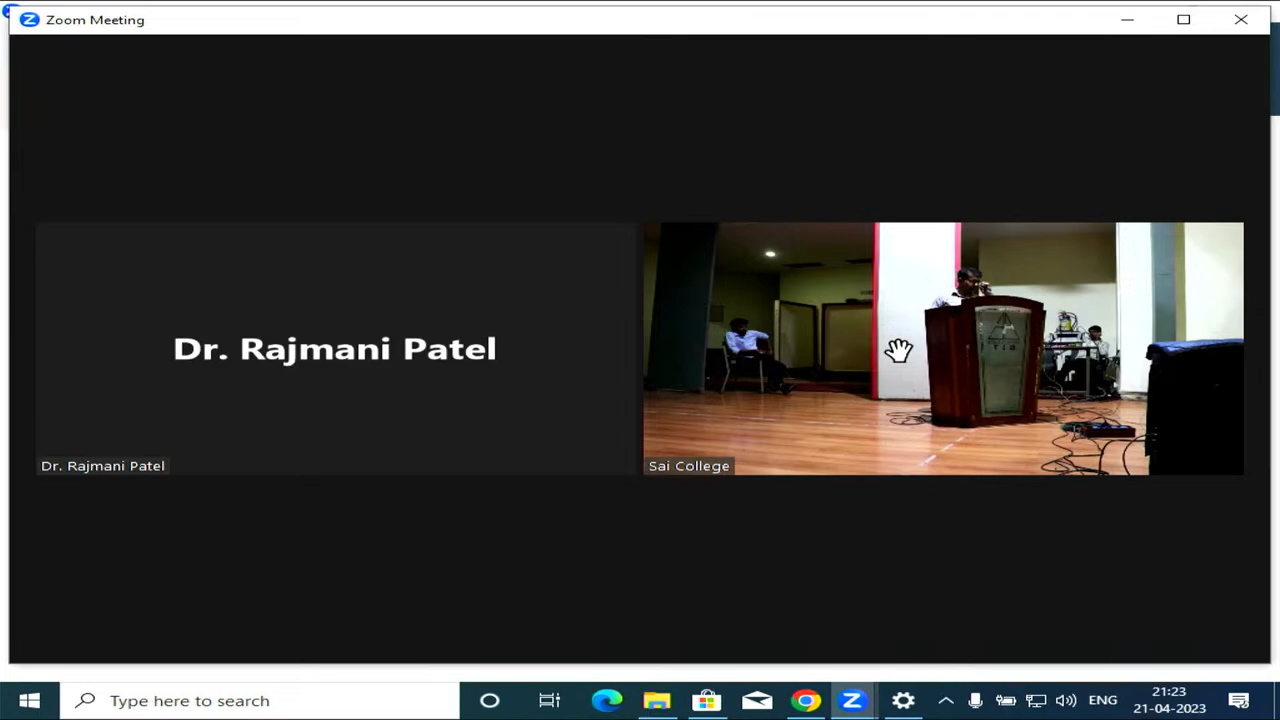 Zoom Meeting
Dr. Rajmani Patel
Dr. Rajmani Patel
Sai College
Type here to search
ENG
21:23
21-04-2023